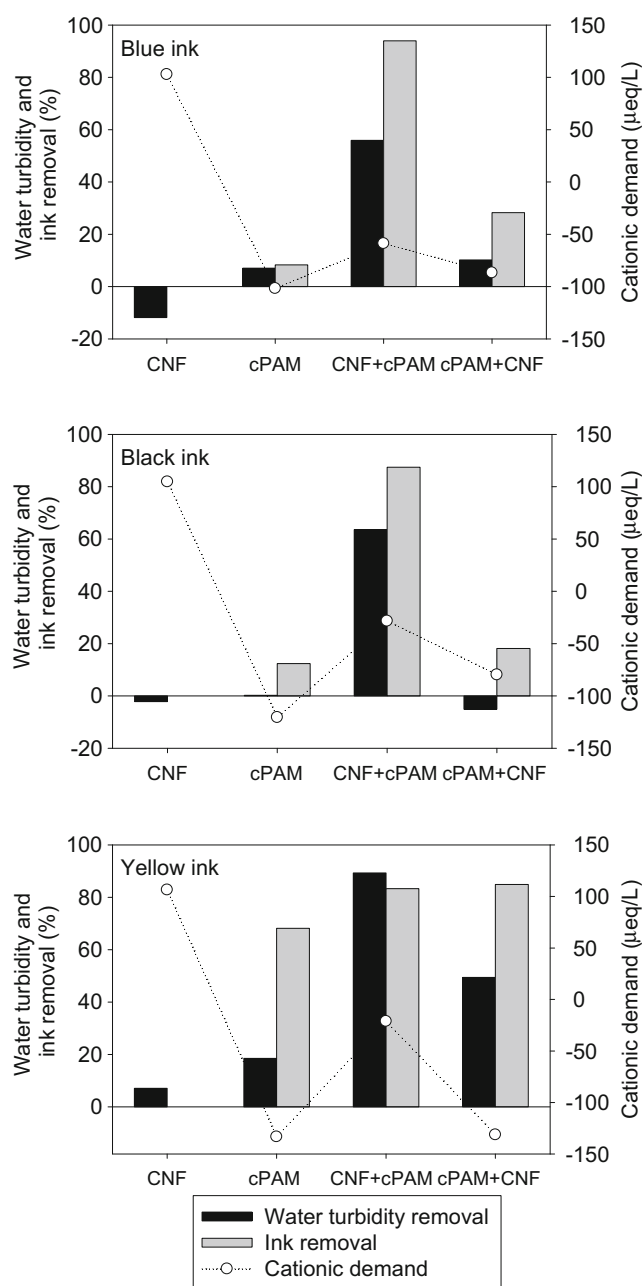 Blue ink
Water turbidity and
ink removal (%)
100
80
60
40
20
0
-20
150
100
50
0
-50
-100
-150
Cationic demand (µeq/L)
CNF cPAM CNF+cPAM cPAM+CNF
Black ink
Water turbidity and
ink removal (%)
100
80
60
40
20
0
-20
150
100
50
0
-50
-100
-150
Cationic demand (µeq/L)
CNF cPAM CNF+cPAM cPAM+CNF
Yellow ink
Water turbidity and
ink removal (%)
100
80
60
40
20
0
150
100
50
0
-50
-100
-150
Cationic demand (µeq/L)
CNF cPAM CNF+cPAM cPAM+CNF
Water turbidity removal
Ink removal
Cationic demand